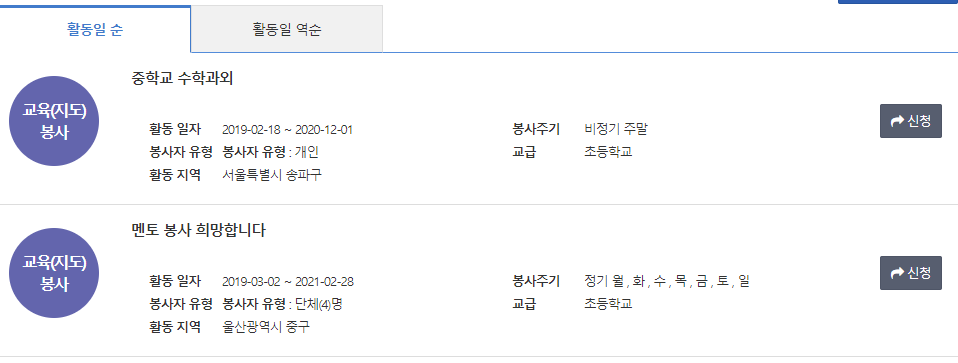 활동일 순
활동일 역순
교육(지도)
봉사
중학교 수학과외
활동 일자 2019-02-18 ~ 2020-12-01 봉사주기 비정기 주말
봉사자 유형 봉사자 유형 : 개인 교급 초등학교
활동 지역 서울특별시 송파구
신청
교육(지도)
봉사
멘토 봉사 희망합니다
활동 일자 2019-03-02 ~ 2021-02-28 봉사주기 정기 월 , 화 , 수 , 목 , 금 , 토 , 일
봉사자 유형 봉사자 유형 : 단체(4)명 교급 초등학교
활동 지역 울산광역시 중구
신청